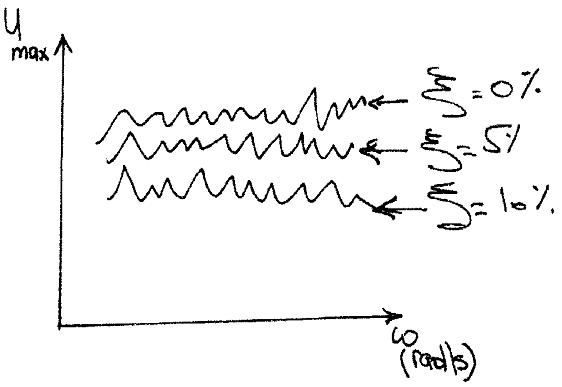 U
max
ξ = 0%
ξ = 5%
ξ = 10%
ω
(rad/s)